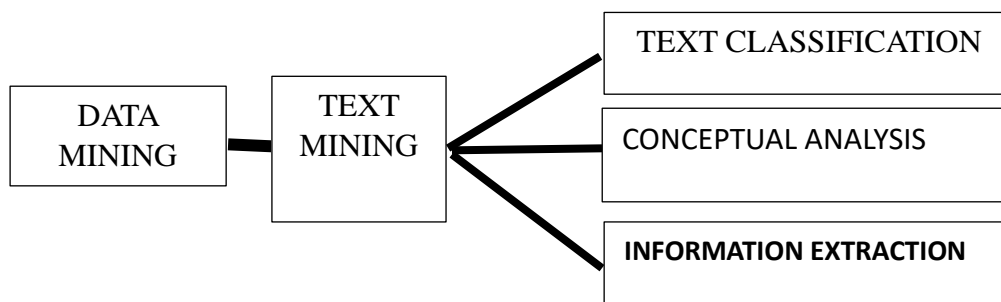 DATA
MINING
TEXT
MINING
TEXT CLASSIFICATION
CONCEPTUAL ANALYSIS
INFORMATION EXTRACTION